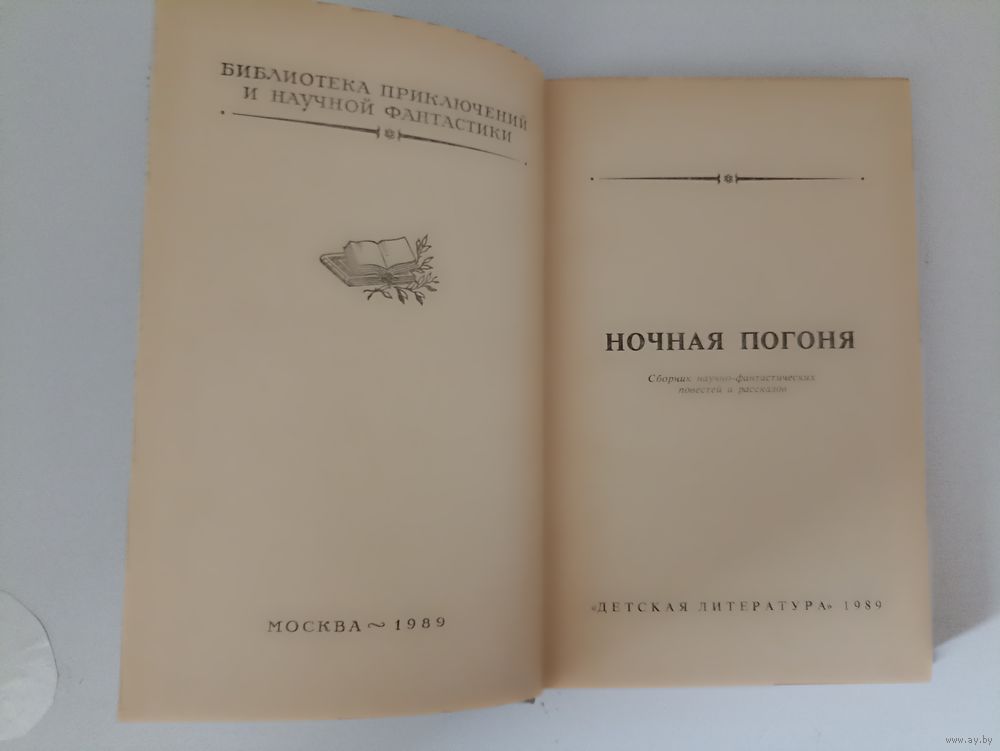 БИБЛИОТЕКА ПРИКЛЮЧЕНИЙ
И НАУЧНОЙ ФАНТАСТИКИ
МОСКВА ~ 1989
НОЧНАЯ ПОГОНЯ
Сборник научно-фантастических
повестей и рассказов
«ДЕТСКАЯ ЛИТЕРАТУРА» 1989
www.ay.by